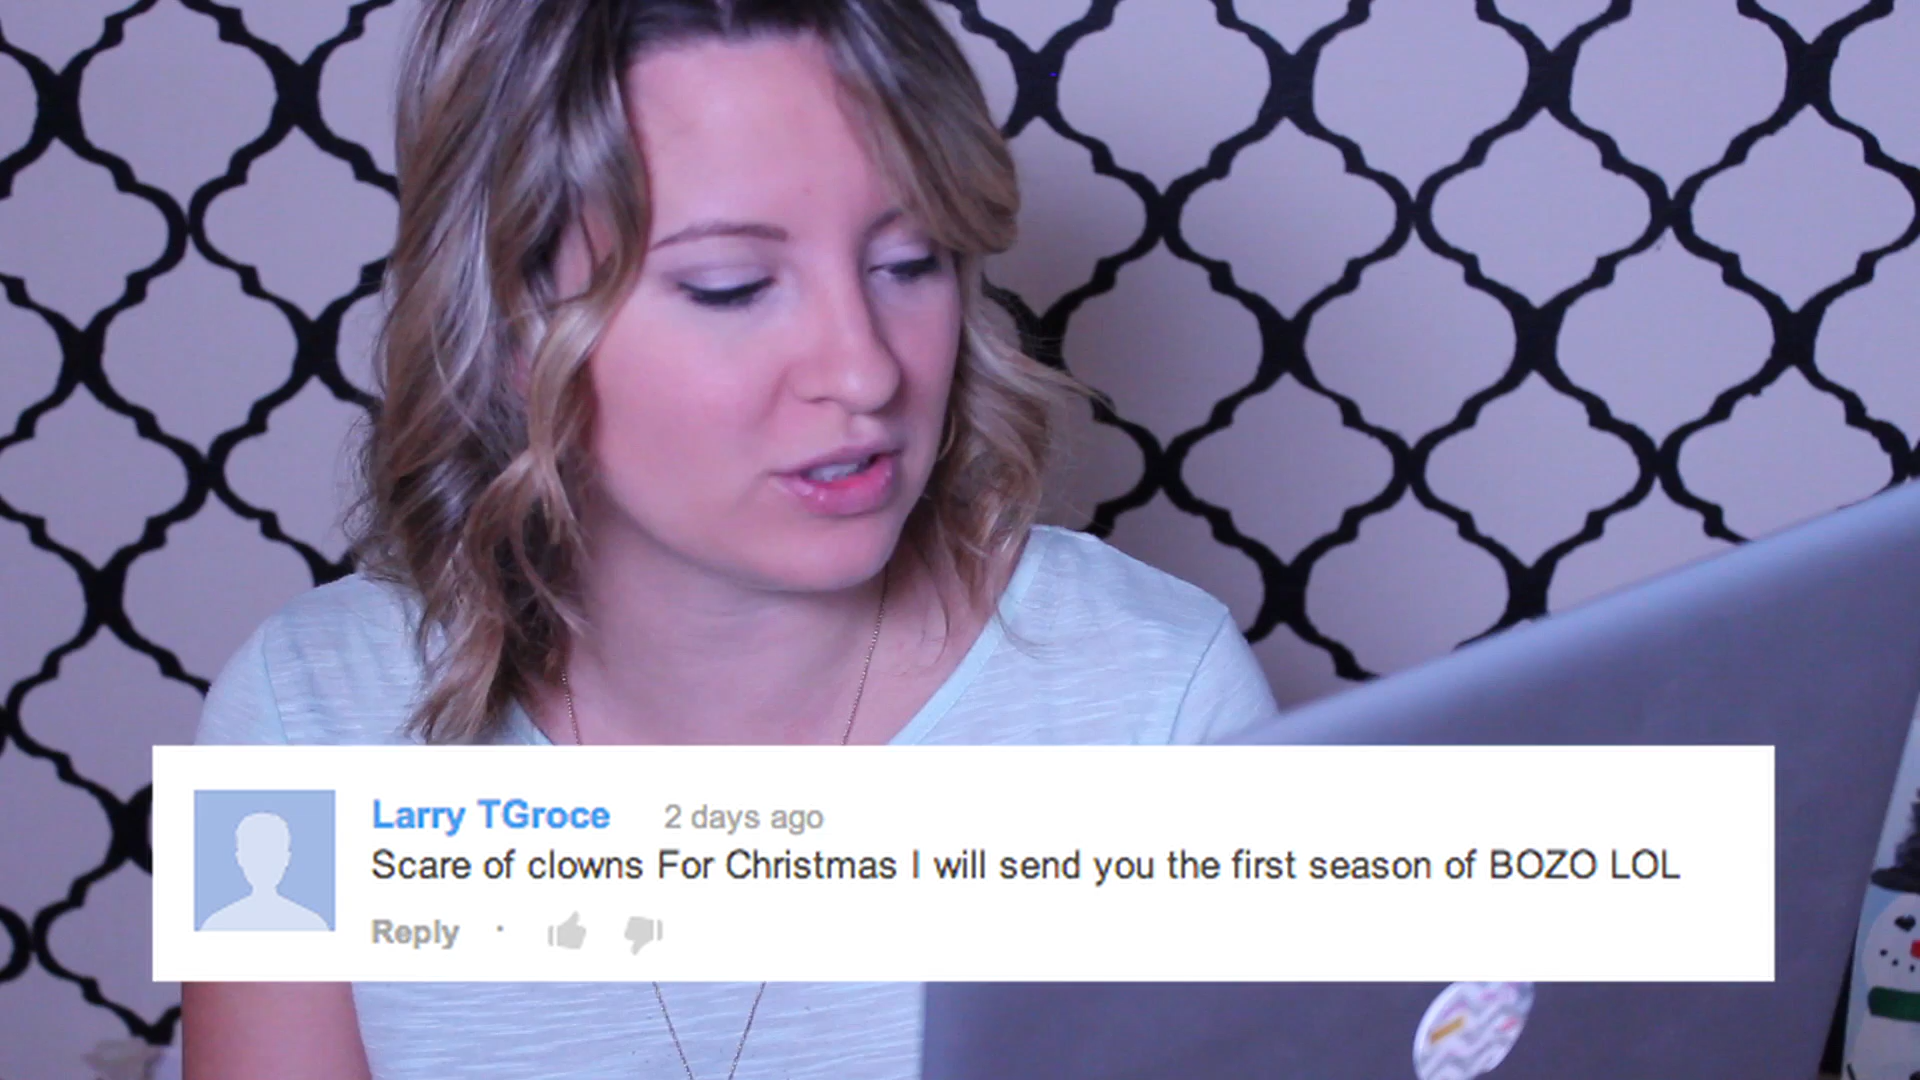 Larry TGroce 2 days ago
Scare of clowns For Christmas I will send you the first season of BOZO LOL
Reply ·